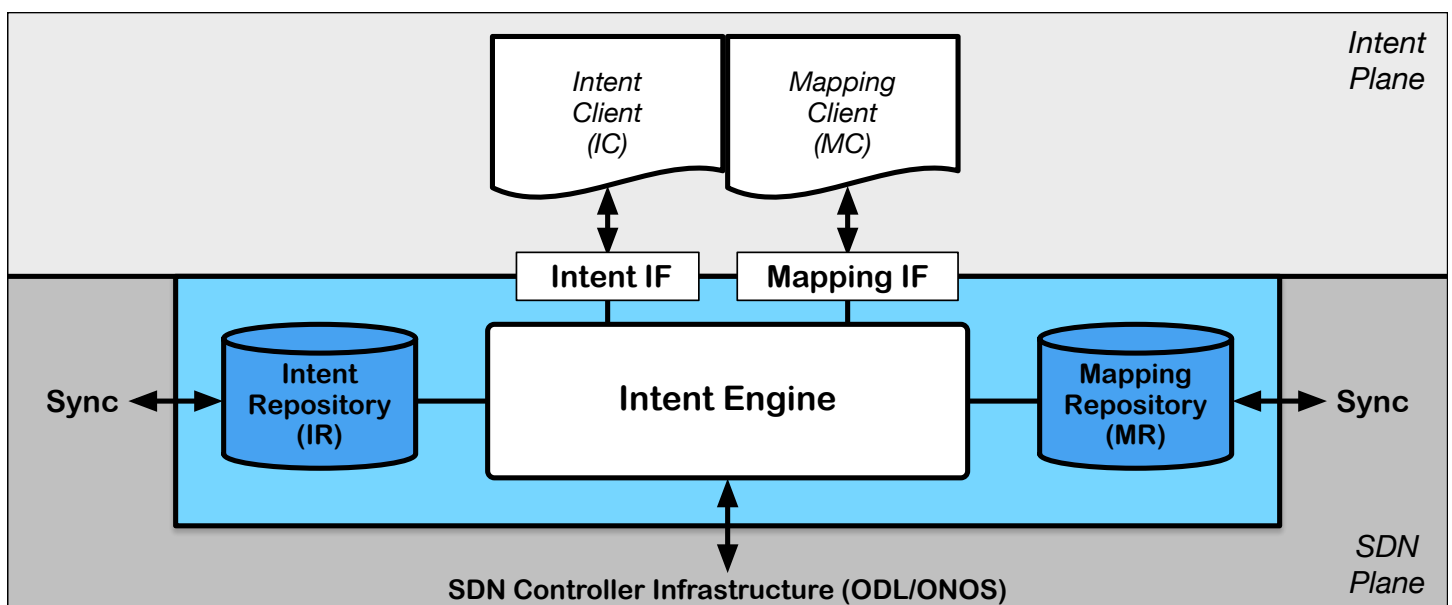 Intent
Plane
Intent
Client
(IC)
Mapping
Client
(MC)
Intent IF
Mapping IF
Sync
Intent
Repository
(IR)
Intent Engine
Mapping
Repository
(MR)
Sync
SDN Controller Infrastructure (ODL/ONOS)
SDN
Plane